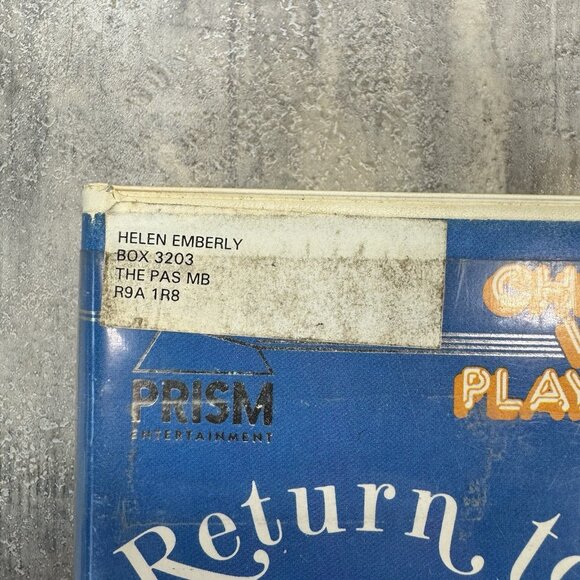 HELEN EMBERLY
BOX 3203
THE PAS MB
R9A 1R8
PRISM
ENTERTAINMENT
Return